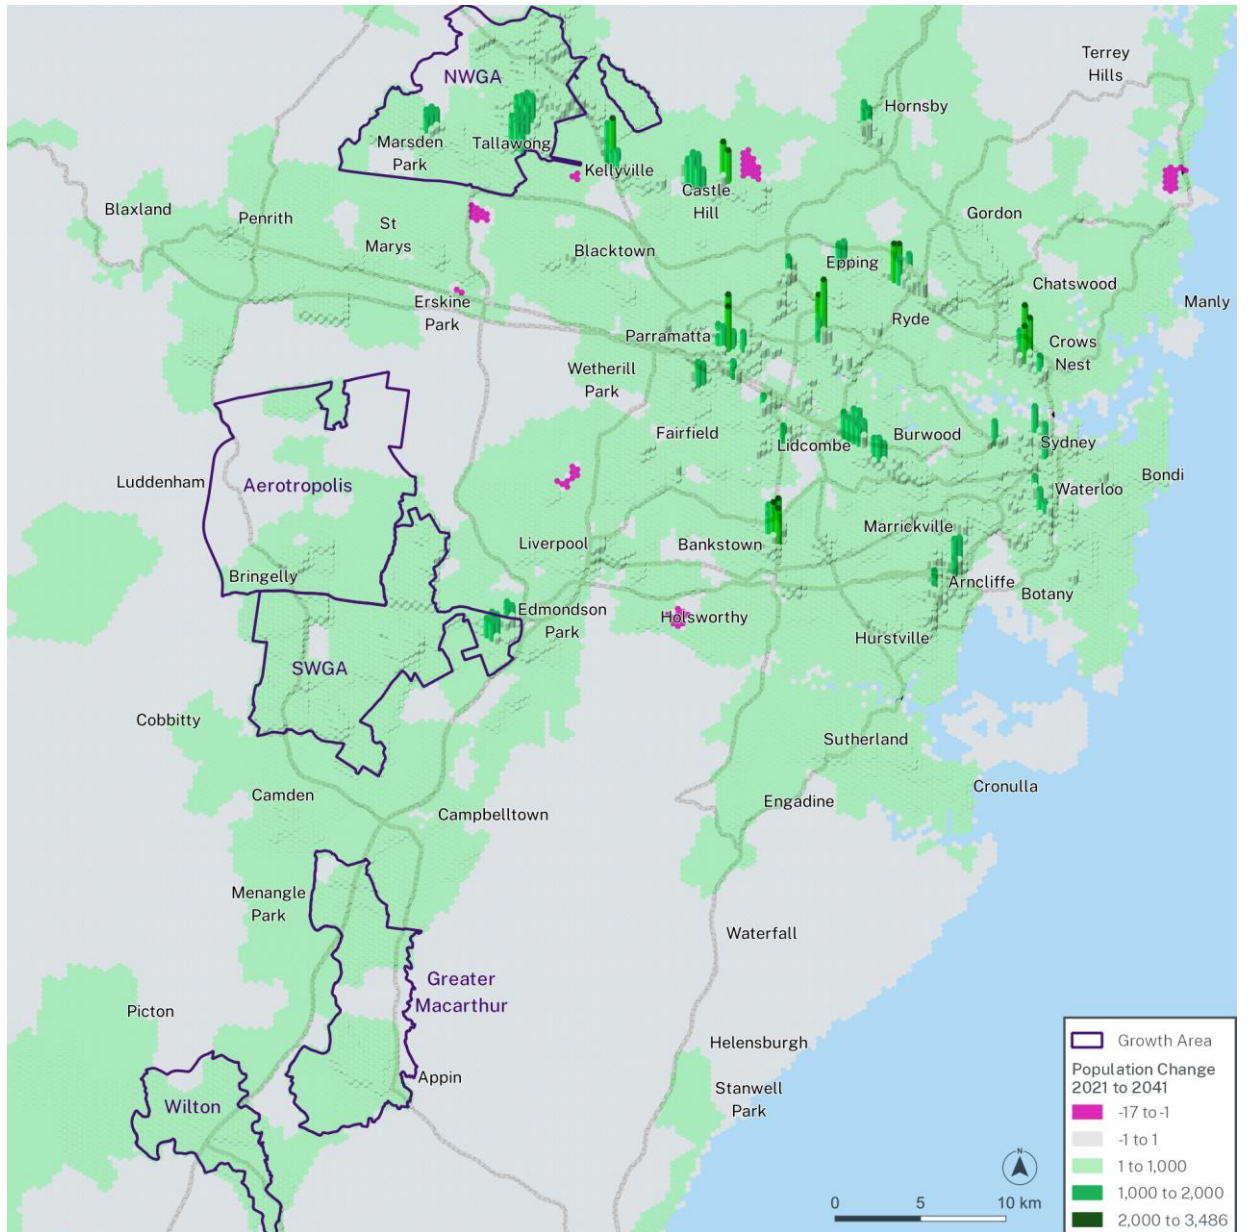 Terrey
Hills
NWGA
Hornsby
Marsden
Park
Tallawong
Kellyville
Castle
Hill
Blaxland
Penrith
St
Marys
Gordon
Blacktown
Epping
Chatswood
Erskine
Park
Manly
Parramatta
Ryde
Crows
Nest
Wetherill
Park
Fairfield
Lidcombe
Burwood
Sydney
Luddenham
Aerotropolis
Bondi
Waterloo
Marrickville
Liverpool
Bankstown
Bringelly
Arncliffe
Botany
Edmondson
Park
Holsworthy
Hurstville
SWGA
Cobbitty
Sutherland
Cronulla
Camden
Campbelltown
Engadine
Menangle
Park
Waterfall
Greater
Macarthur
Picton
Helensburgh
Appin
Stanwell
Park
Wilton
N
0 5 10 km
Growth Area
Population Change
2021 to 2041
-17 to -1
-1 to 1
1 to 1,000
1,000 to 2,000
2,000 to 3,486